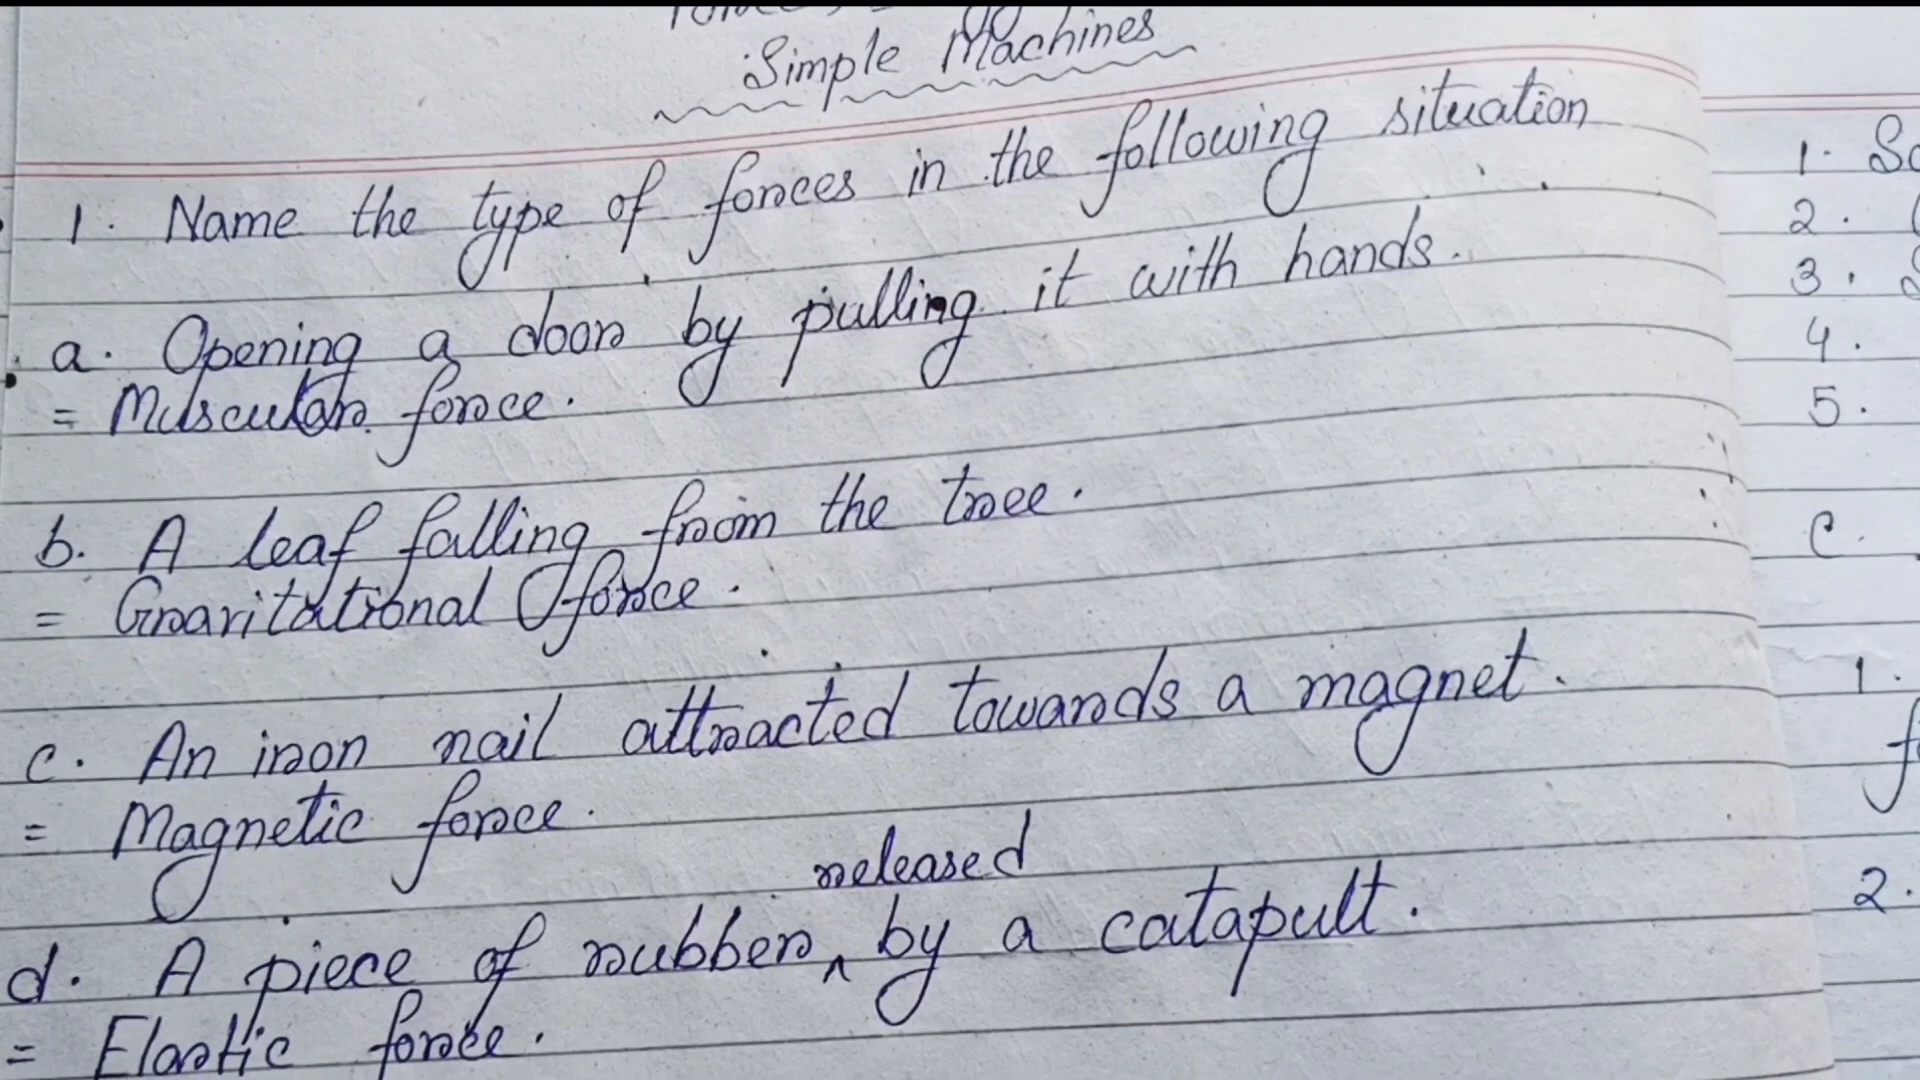 Simple Machines
1. Name the type of forces in the following situation
a. Opening a door by pulling it with hands.
= Muscular force.
b. A leaf falling from the tree.
= Gravitational force.
c. An iron nail attracted towards a magnet.
= Magnetic force.
released
d. A piece of rubber ^ by a catapult.
= Elastic force.
1.
2.
3.
4.
5.
c.
1.
2.